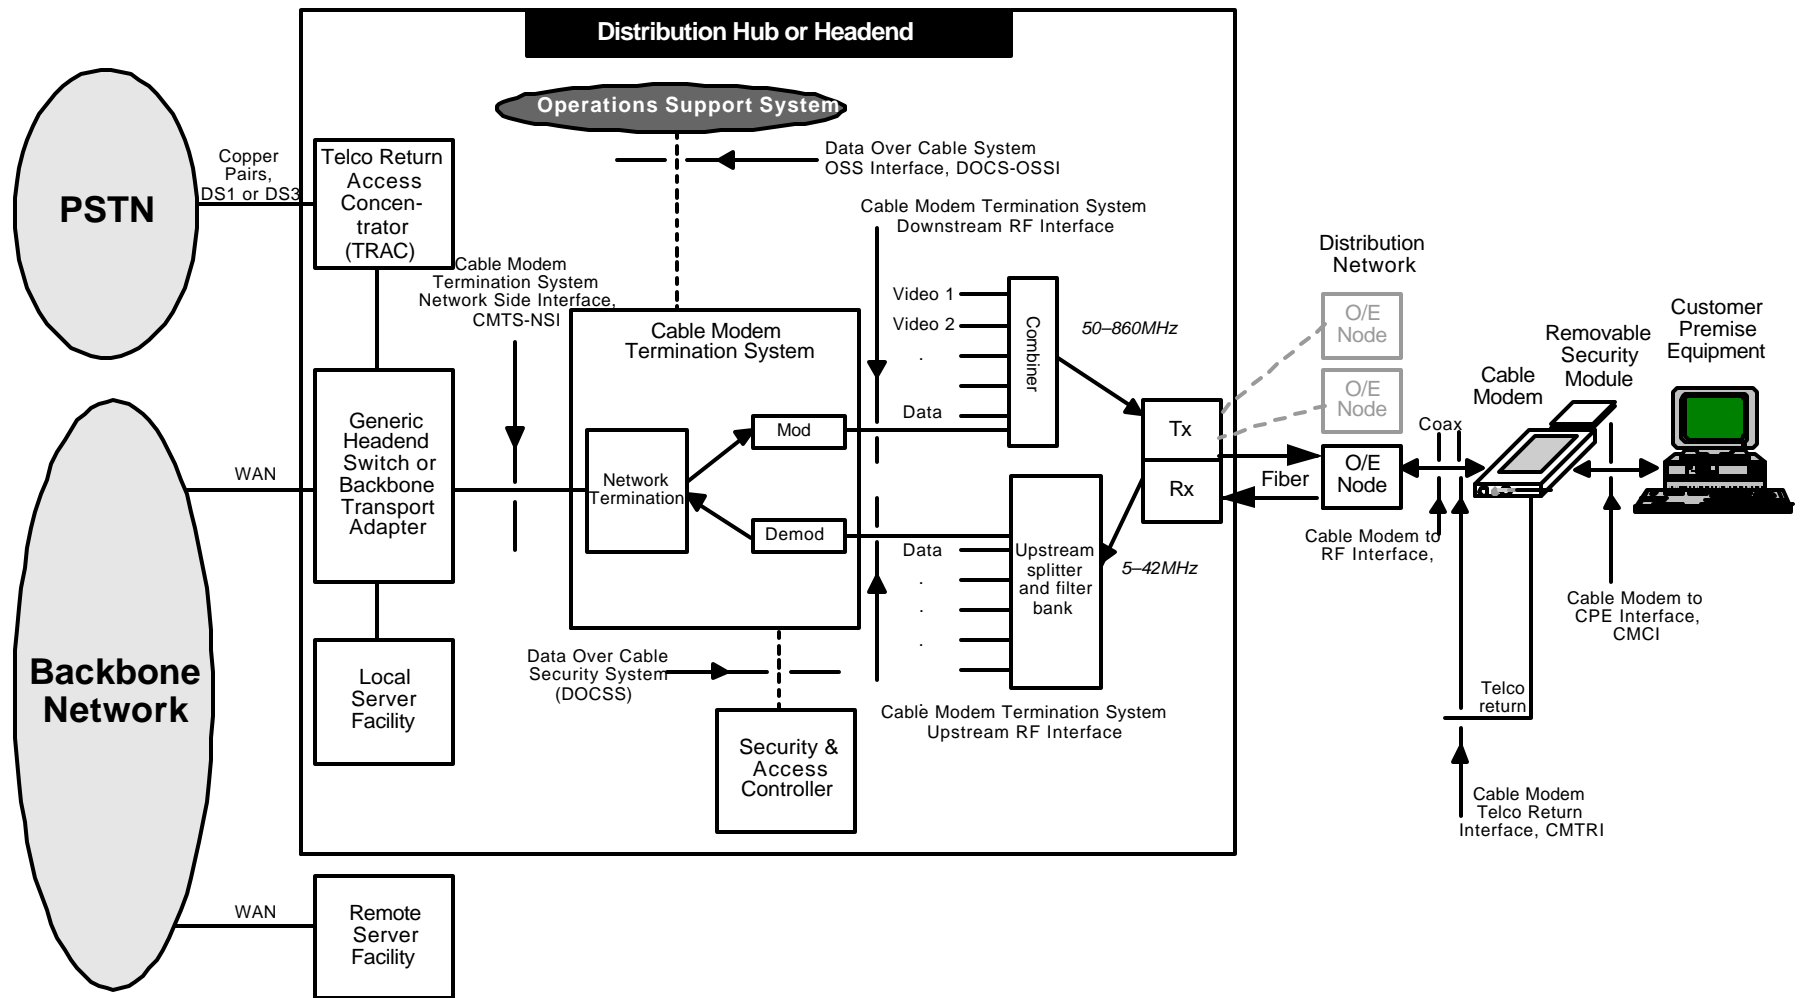 Distribution Hub or Headend
Operations Support System
Data Over Cable System
OSS Interface, DOCS-OSSI
Copper
Pairs,
DS1 or DS3
PSTN
Telco Return
Access
Concen-
trator
(TRAC)
Cable Modem
Termination System
Network Side Interface,
CMTS-NSI
Cable Modem Termination System
Downstream RF Interface
Video 1
Video 2
.
Data
Combiner
50–860MHz
Distribution
Network
O/E
Node
O/E
Node
O/E
Node
Cable Modem
Termination System
Mod
Network
Termination
Demod
Generic
Headend
Switch or
Backbone
Transport
Adapter
WAN
Tx
Rx
Fiber
Coax
Cable
Modem
Removable
Security
Module
Customer
Premise
Equipment
Cable Modem to
RF Interface,
Cable Modem to
CPE Interface,
CMCI
Data
.
.
.
Upstream
splitter
and filter
bank
5–42MHz
Backbone
Network
Local
Server
Facility
Data Over Cable
Security System
(DOCSS)
Cable Modem Termination System
Upstream RF Interface
Security &
Access
Controller
Telco
return
Cable Modem
Telco Return
Interface, CMTRI
WAN
Remote
Server
Facility